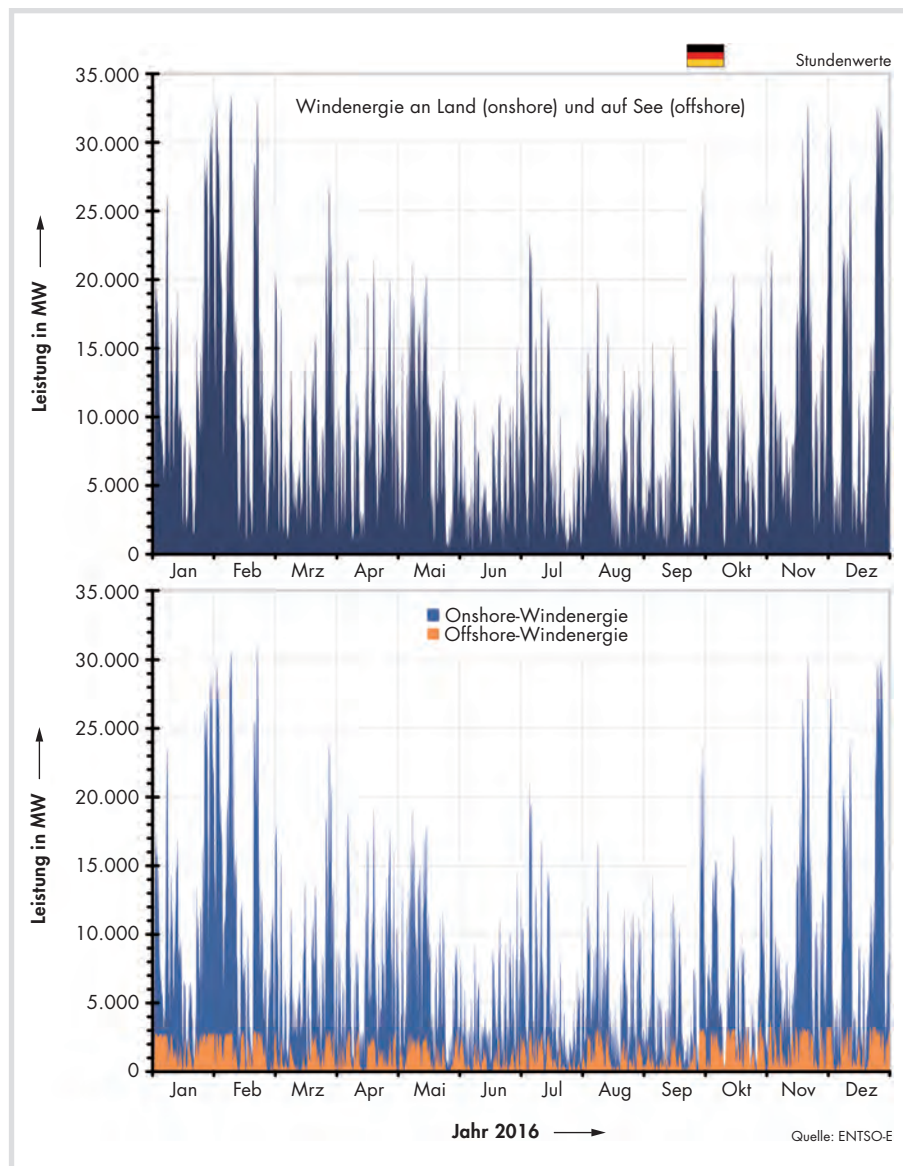 Stundenwerte
Windenergie an Land (onshore) und auf See (offshore)
Leistung in MW
35.000
30.000
25.000
20.000
15.000
10.000
5.000
0
Jan Feb Mrz Apr Mai Jun Jul Aug Sep Okt Nov Dez
Onshore-Windenergie
Offshore-Windenergie
Leistung in MW
35.000
30.000
25.000
20.000
15.000
10.000
5.000
0
Jan Feb Mrz Apr Mai Jun Jul Aug Sep Okt Nov Dez
Jahr 2016
Quelle: ENTSO-E